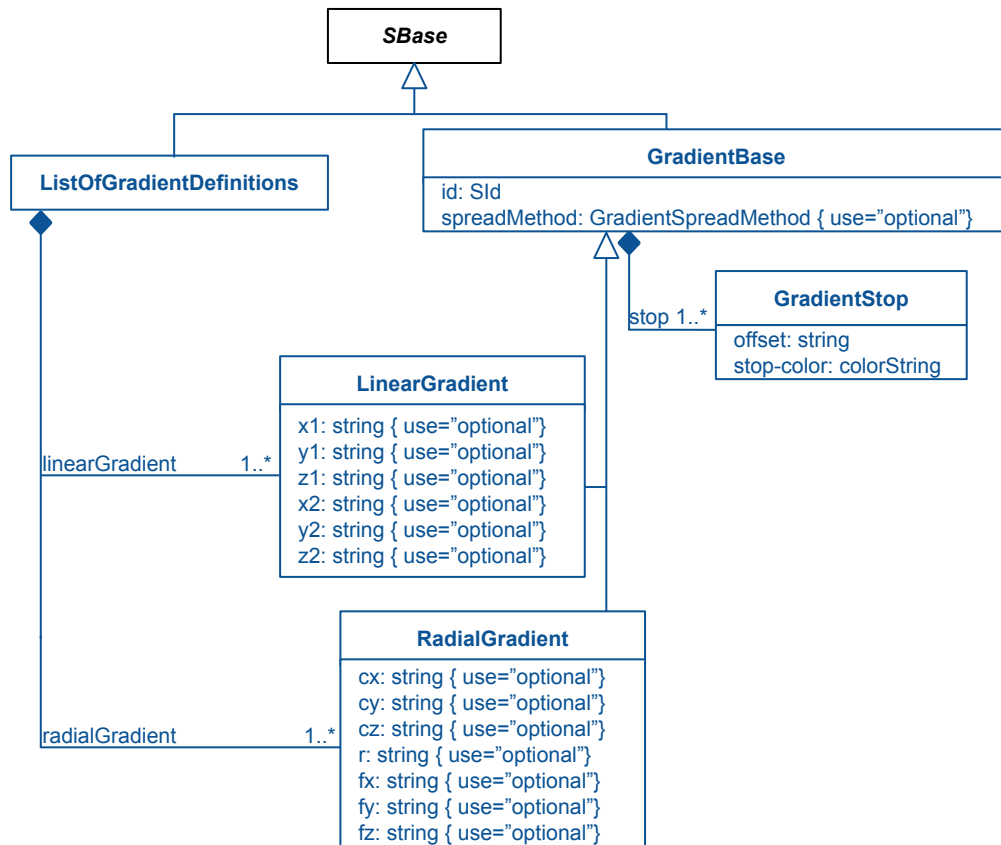 SBase
ListOfGradientDefinitions
GradientBase
id: SId
spreadMethod: GradientSpreadMethod { use=”optional”}
stop 1..*
GradientStop
offset: string
stop-color: colorString
linearGradient 1..*
LinearGradient
x1: string { use=”optional”}
y1: string { use=”optional”}
z1: string { use=”optional”}
x2: string { use=”optional”}
y2: string { use=”optional”}
z2: string { use=”optional”}
radialGradient 1..*
RadialGradient
cx: string { use=”optional”}
cy: string { use=”optional”}
cz: string { use=”optional”}
r: string { use=”optional”}
fx: string { use=”optional”}
fy: string { use=”optional”}
fz: string { use=”optional”}